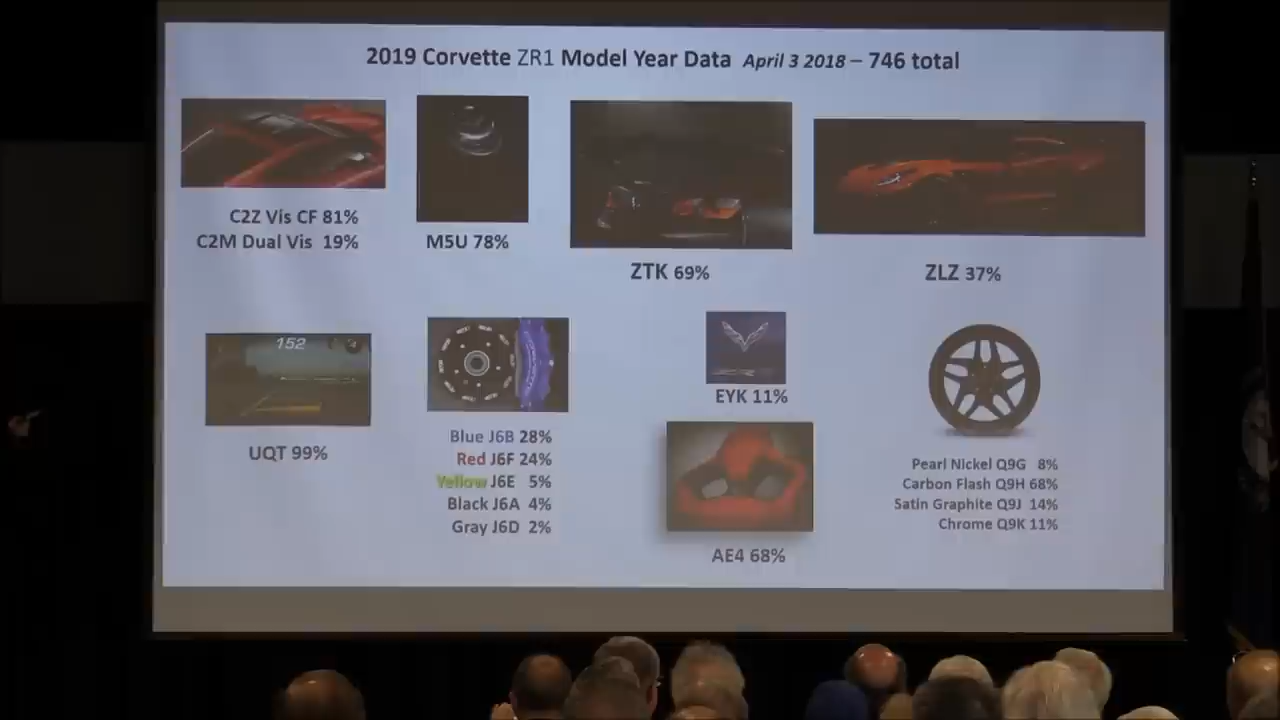 2019 Corvette ZR1 Model Year Data April 3 2018 – 746 total
C2Z Vis CF 81%
C2M Dual Vis 19%
M5U 78%
ZTK 69%
ZLZ 37%
152
UQT 99%
Blue J6B 28%
Red J6F 24%
Yellow J6E 5%
Black J6A 4%
Gray J6D 2%
EYK 11%
AE4 68%
Pearl Nickel Q9G 8%
Carbon Flash Q9H 68%
Satin Graphite Q9J 14%
Chrome Q9K 11%